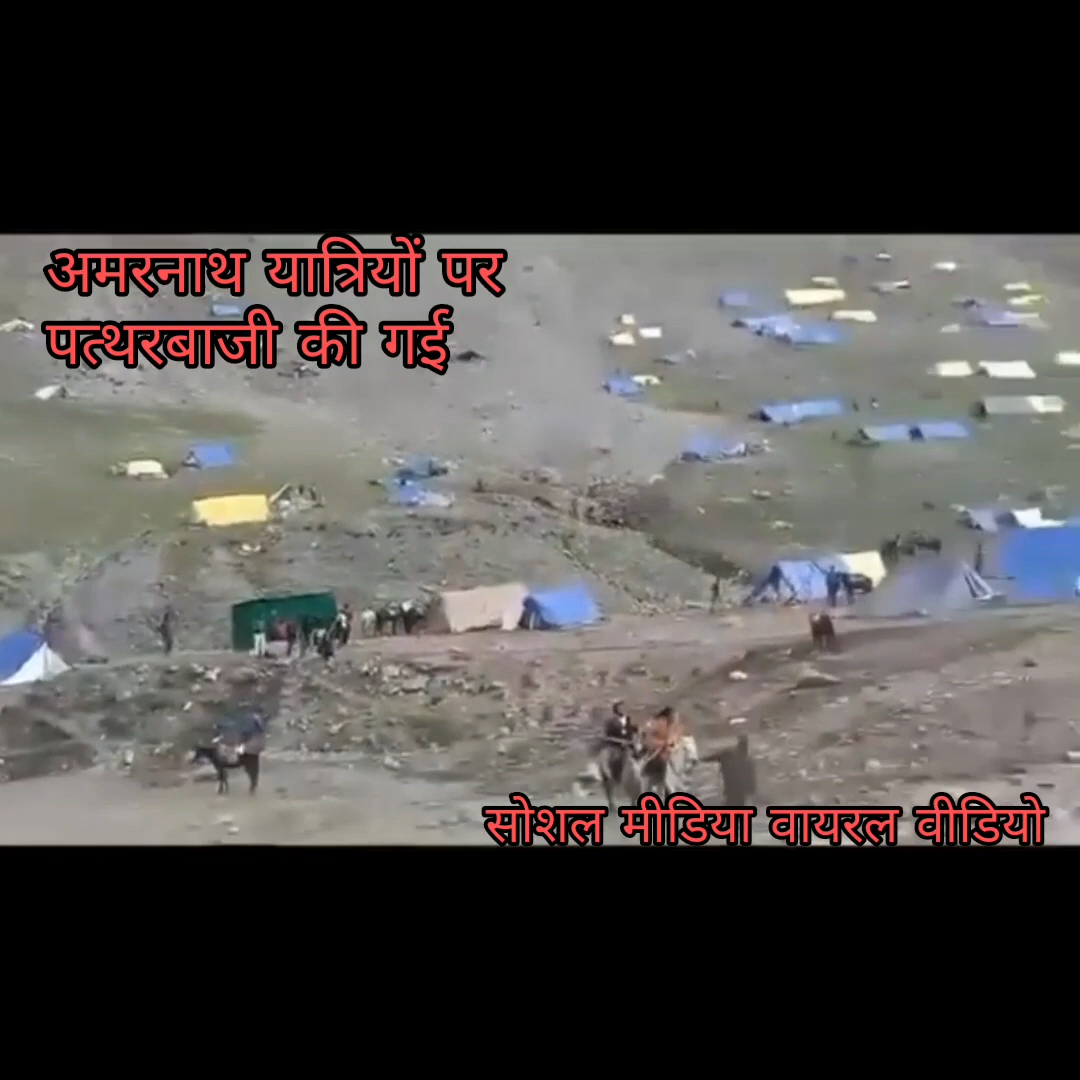 अमरनाथ यात्रियों पर
पत्थरबाजी की गई
सोशल मीडिया वायरल वीडियो